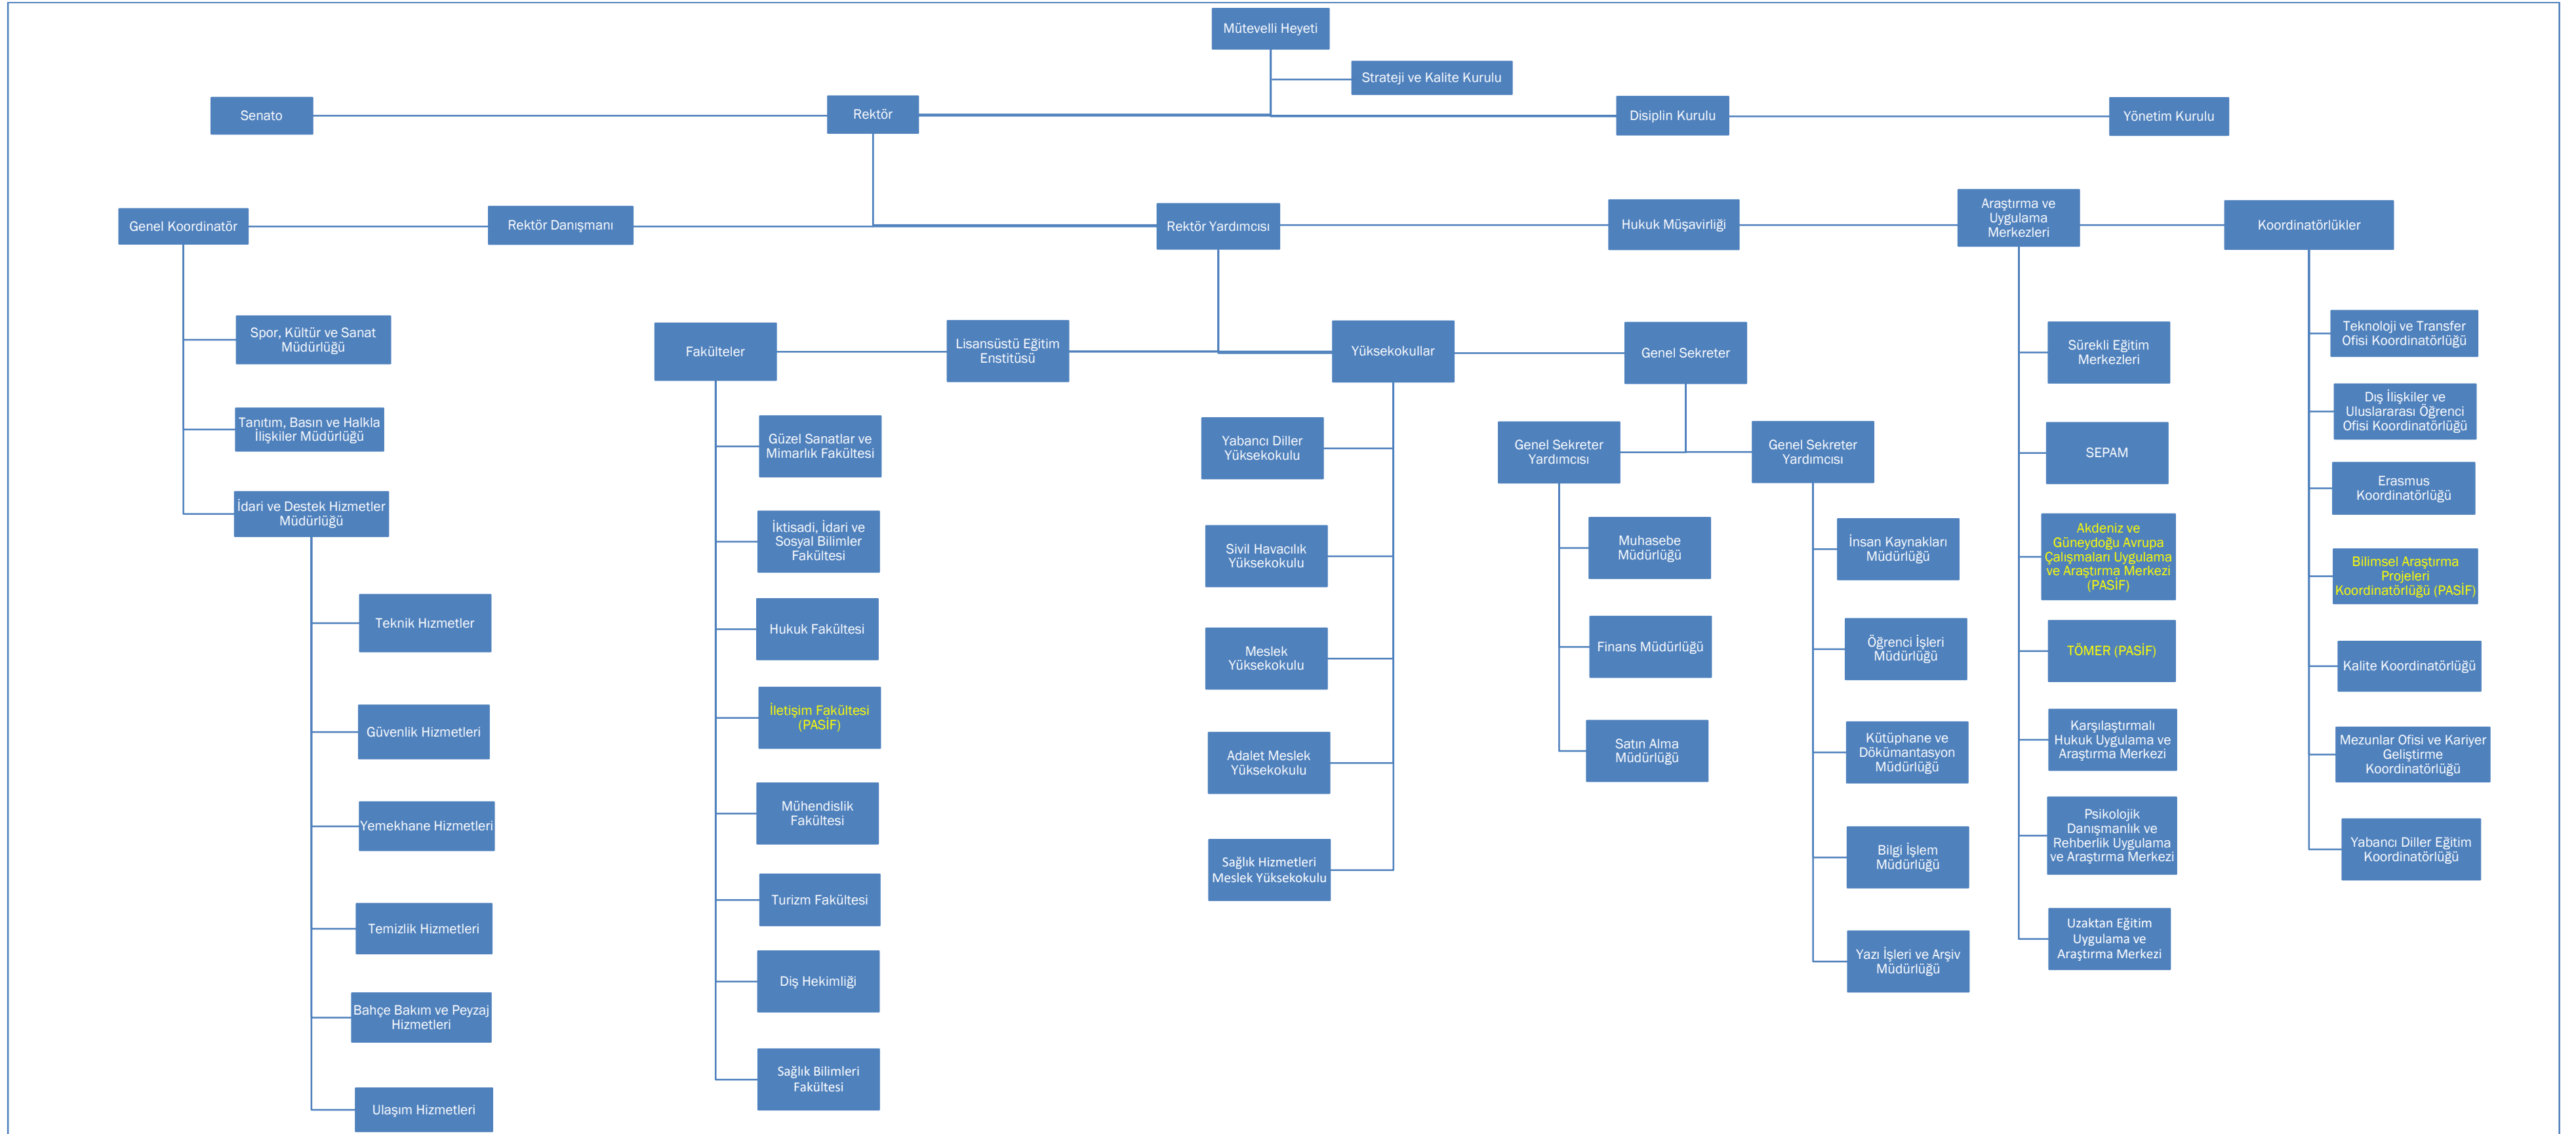 Mütevelli Heyeti
Strateji ve Kalite Kurulu
Senato
Rektör
Disiplin Kurulu
Yönetim Kurulu
Genel Koordinatör
Rektör Danışmanı
Rektör Yardımcısı
Hukuk Müşavirliği
Araştırma ve
Uygulama
Merkezleri
Koordinatörlükler
Spor, Kültür ve Sanat
Müdürlüğü
Tanıtım, Basın ve Halkla
İlişkiler Müdürlüğü
İdari ve Destek Hizmetler
Müdürlüğü
Teknik Hızmetler
Güvenlik Hizmetleri
Yemekhane Hizmetleri
Temizlik Hizmetleri
Bahçe Bakım ve Peyzaj
Hizmetleri
Ulaşım Hizmetleri
Fakülteler
Lisansüstü Eğitim
Enstitüsü
Yüksekokullar
Genel Sekreter
Güzel Sanatlar ve
Mimarlık Fakültesi
İktisadi, İdari ve
Sosyal Bilimler
Fakültesi
Hukuk Fakültesi
İletişim Fakültesi
(PASİF)
Mühendislik
Fakültesi
Turizm Fakültesi
Diş Hekimliği
Sağlık Bilimleri
Fakültesi
Yabancı Diller
Yüksekokulu
Sivil Havacılık
Yüksekokulu
Meslek
Yüksekokulu
Adalet Meslek
Yüksekokulu
Sağlık Hizmetleri
Meslek Yüksekokulu
Genel Sekreter
Yardımcısı
Muhasebe
Müdürlüğü
Finans Müdürlüğü
Satın Alma
Müdürlüğü
Genel Sekreter
Yardımcısı
İnsan Kaynakları
Müdürlüğü
Öğrenci İşleri
Müdürlüğü
Kütüphane ve
Dökümantasyon
Müdürlüğü
Bilgi İşlem
Müdürlüğü
Yazı İşleri ve Arşiv
Müdürlüğü
Sürekli Eğitim
Merkezleri
SEPAM
Akdeniz ve
Güneydoğu Avrupa
Çalışmaları Uygulama
ve Araştırma Merkezi
(PASİF)
TÖMER (PASİF)
Karşılaştırmalı
Hukuk Uygulama ve
Araştırma Merkezi
Psikolojik
Danışmanlık ve
Rehberlik Uygulama
ve Araştırma Merkezi
Uzaktan Eğitim
Uygulama ve
Araştırma Merkezi
Teknoloji ve Transfer
Ofisi Koordinatörlüğü
Dış İlişkiler ve
Uluslararası Öğrenci
Ofisi Koordinatörlüğü
Erasmus
Koordinatörlüğü
Bilimsel Araştırma
Projeleri
Koordinatörlüğü (PASİF)
Kalite Koordinatörlüğü
Mezunlar Ofisi ve Kariyer
Geliştirme
Koordinatörlüğü
Yabancı Diller Eğitim
Koordinatörlüğü